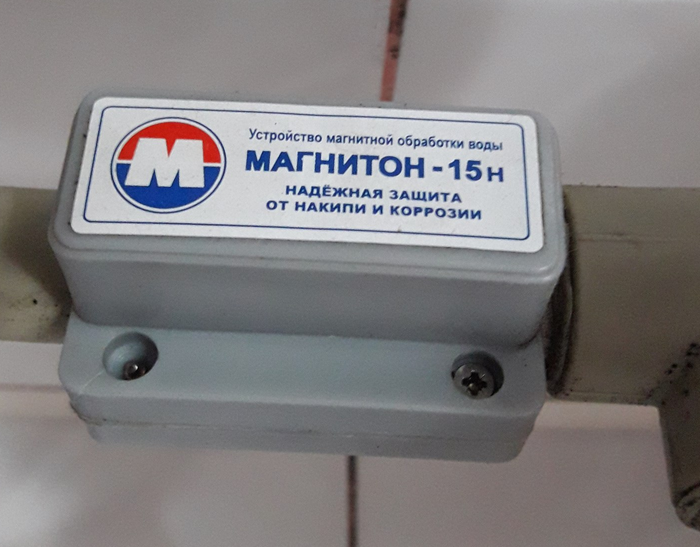 Устройство магнитной обработки воды
М
МАГНИТОН - 15н
НАДЁЖНАЯ ЗАЩИТА
ОТ НАКИПИ И КОРРОЗИИ